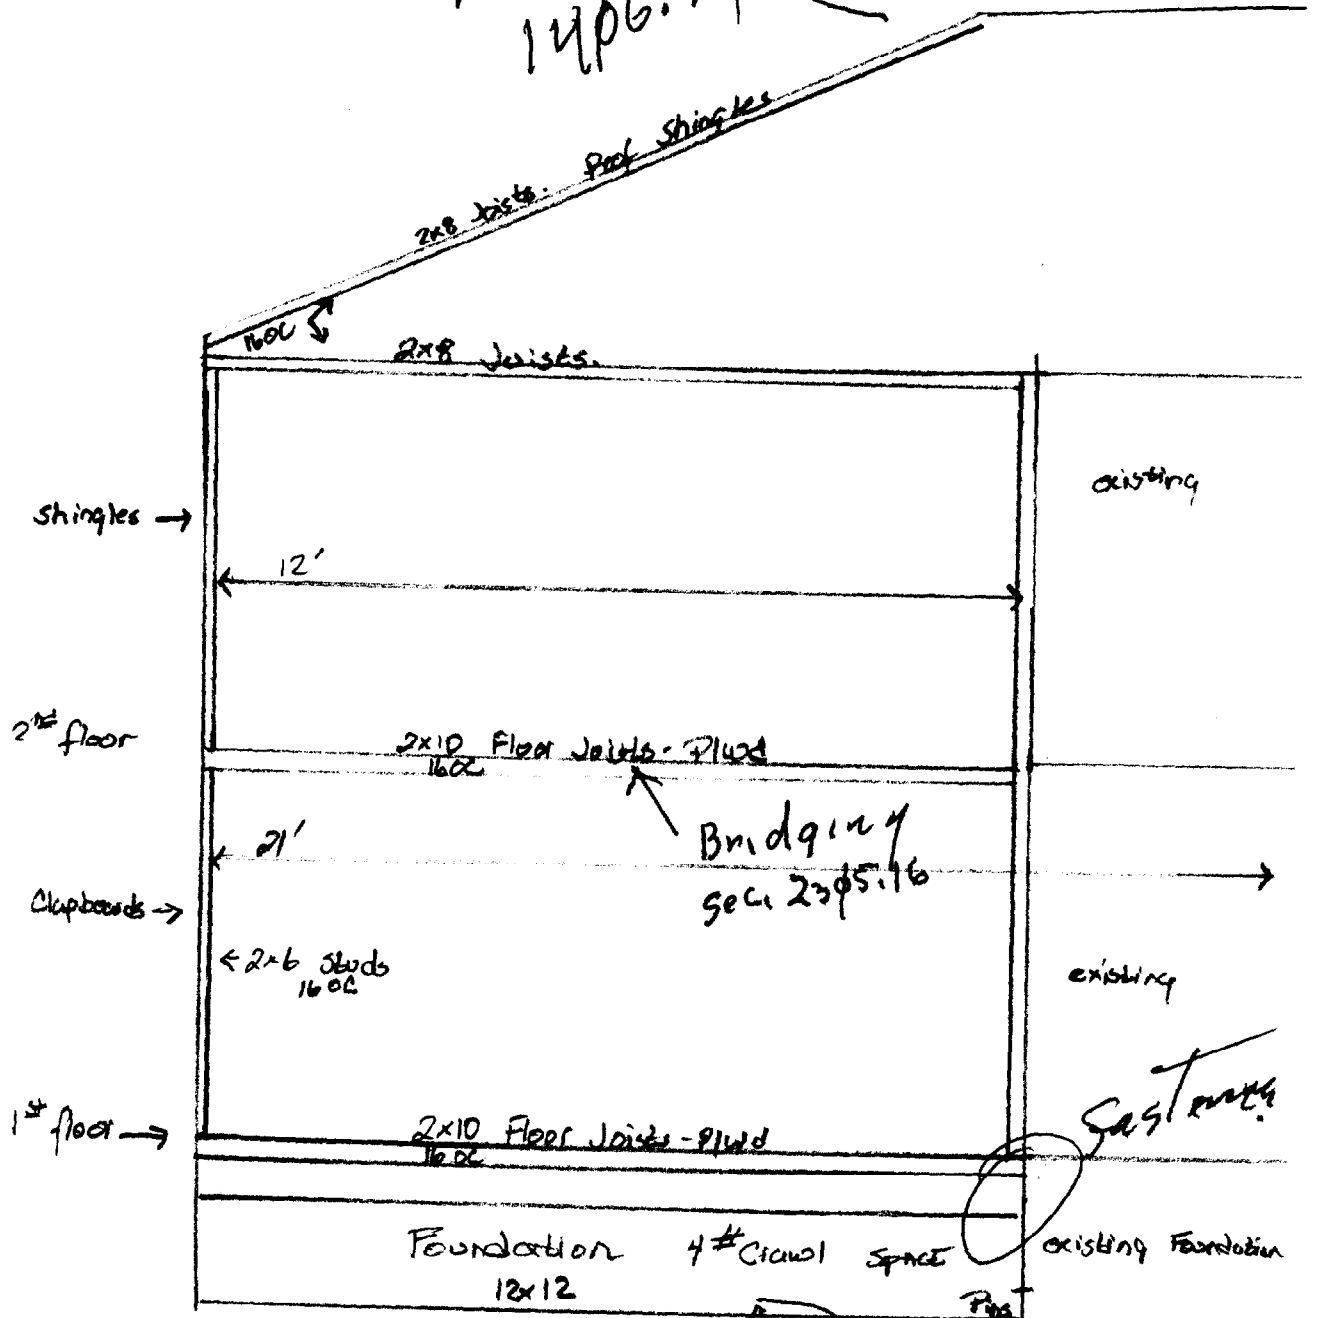 2x8 Joists. Roof Shingles
16OC
2x8 Joists.
existing
shingles →
12'
2nd floor
2x10 Floor Joists - Plwd
16OC
Bridging
Sec. 2305.16
21'
Clapboards →
← 2x6 studs
16OC
existing
1st floor →
2x10 Floor Joists - Plwd
16OC
Foundation 4# Crawl SPACE
12x12
existing Foundation
Pins